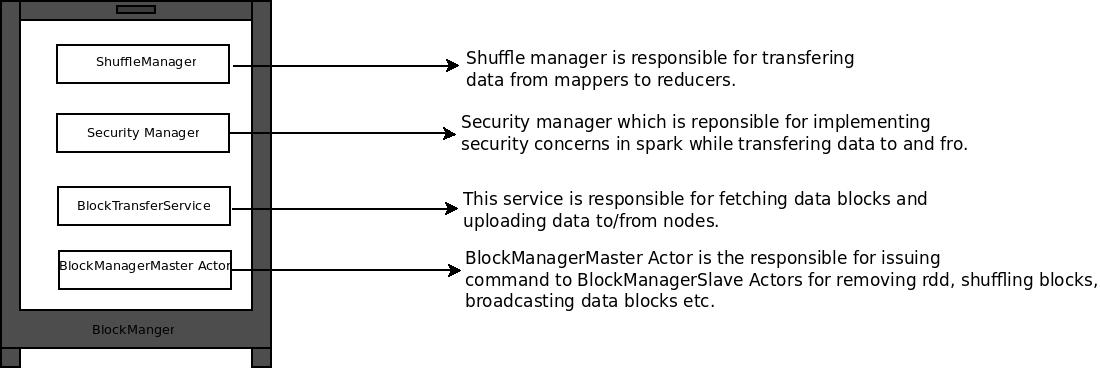 ShuffleManager
Shuffle manager is responsible for transfering
data from mappers to reducers.
Security Manager
Security manager which is reponsible for implementing
security concerns in spark while transfering data to and fro.
BlockTransferService
This service is responsible for fetching data blocks and
uploading data to/from nodes.
BlockManagerMaster Actor
BlockManagerMaster Actor is the responsible for issuing
command to BlockManagerSlave Actors for removing rdd, shuffling blocks,
broadcasting data blocks etc.
BlockManger